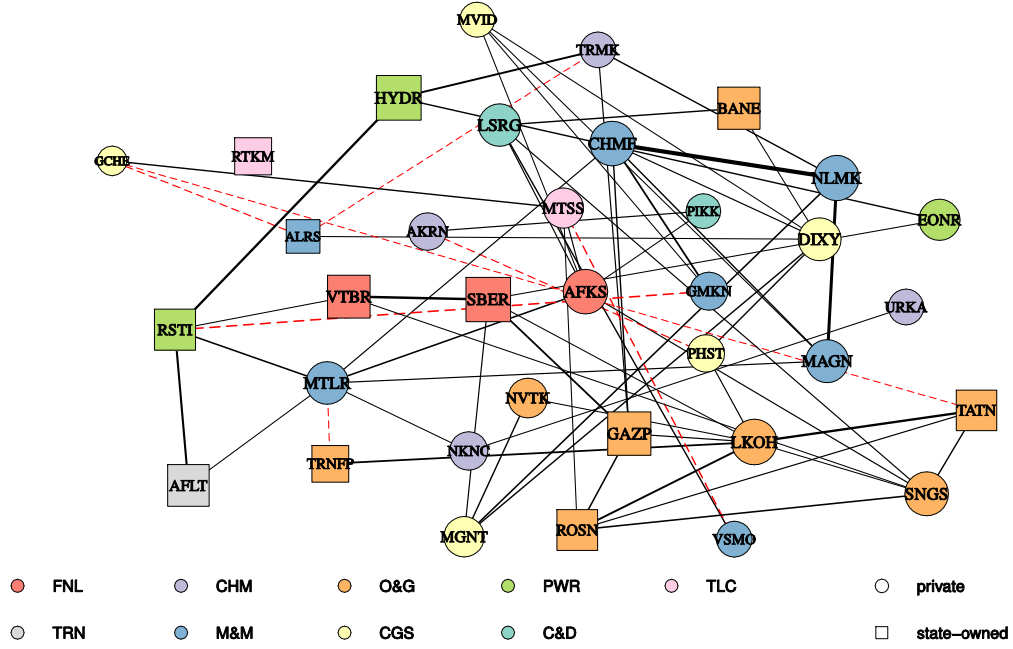 MVID
TRMK
HYDR
BANE
LSRG
CHMF
GCHE
RTKM
NLMK
MTSS
PIKK
EONR
ALRS
AKRN
DIXY
VTBR
SBER
AFKS
GMKN
URKA
RSTI
PHST
MAGN
MTLR
NVTK
TATN
GAZP
LKOH
NKNC
TRNFP
AFLT
SNGS
MGNT
ROSN
VSMO
FNL CHM O&G PWR TLC private
TRN M&M CGS C&D state-owned